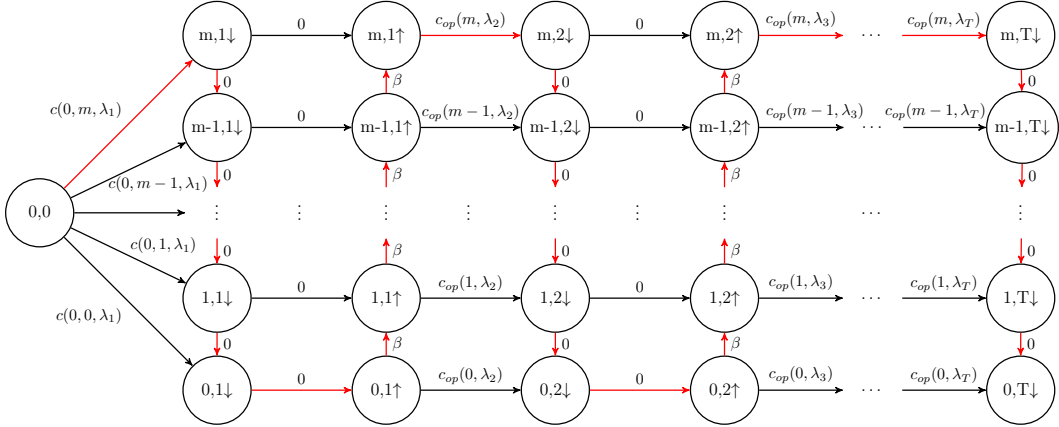 m,1↓ 0 m,1↑ c_op(m, λ_2) m,2↓ 0 m,2↑ c_op(m, λ_3) ··· c_op(m, λ_T) m,T↓
c(0, m, λ_1) 0 β 0 β 0
m-1,1↓ 0 m-1,1↑ c_op(m−1, λ_2) m-1,2↓ 0 m-1,2↑ c_op(m−1, λ_3) ··· c_op(m−1, λ_T) m-1,T↓
c(0, m−1, λ_1) 0 β 0 β 0
0,0 ⋮ ⋮ ⋮ ⋮ ⋮ ⋮ ⋮ ··· ⋮
c(0, 1, λ_1) 0 β 0 β 0
1,1↓ 0 1,1↑ c_op(1, λ_2) 1,2↓ 0 1,2↑ c_op(1, λ_3) ··· c_op(1, λ_T) 1,T↓
c(0, 0, λ_1) 0 β 0 β 0
0,1↓ 0 0,1↑ c_op(0, λ_2) 0,2↓ 0 0,2↑ c_op(0, λ_3) ··· c_op(0, λ_T) 0,T↓